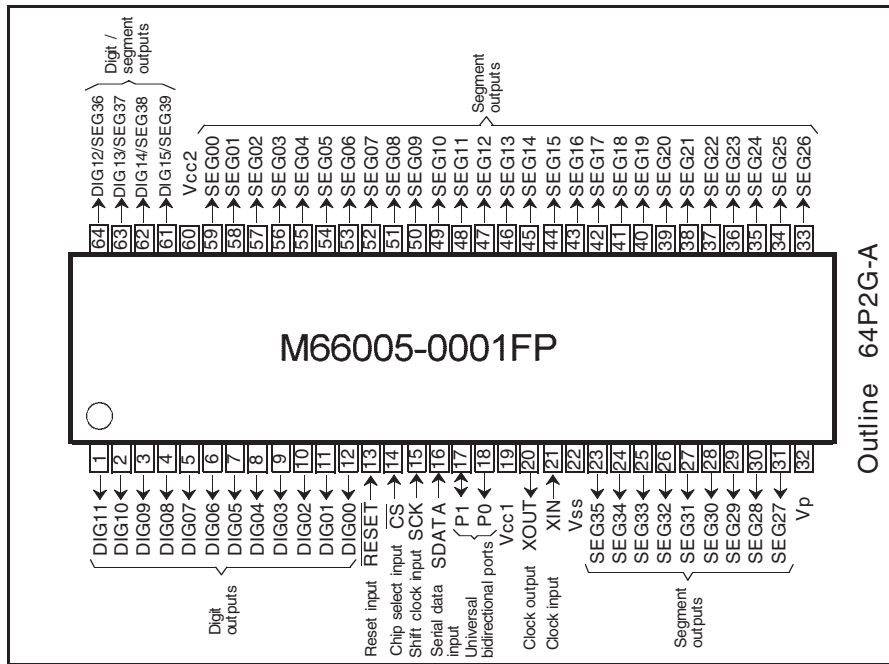 Digit /
segment
outputs
DIG12/SEG36
DIG13/SEG37
DIG14/SEG38
DIG15/SEG39
Vcc2
Segment
outputs
SEG00
SEG01
SEG02
SEG03
SEG04
SEG05
SEG06
SEG07
SEG08
SEG09
SEG10
SEG11
SEG12
SEG13
SEG14
SEG15
SEG16
SEG17
SEG18
SEG19
SEG20
SEG21
SEG22
SEG23
SEG24
SEG25
SEG26
64 63 62 61 60 59 58 57 56 55 54 53 52 51 50 49 48 47 46 45 44 43 42 41 40 39 38 37 36 35 34 33
M66005-0001FP
1 2 3 4 5 6 7 8 9 10 11 12 13 14 15 16 17 18 19 20 21 22 23 24 25 26 27 28 29 30 31 32
DIG11
DIG10
DIG09
DIG08
DIG07
DIG06
DIG05
DIG04
DIG03
DIG02
DIG01
DIG00
Digit
outputs
Reset input RESET
Chip select input CS
Shift clock input SCK
Serial data
input
SDATA
Universal
bidirectional ports
P1
P0
Vcc1
Clock output XOUT
Clock input XIN
Vss
SEG35
SEG34
SEG33
SEG32
SEG31
SEG30
SEG29
SEG28
SEG27
Segment
outputs
Vp
Outline 64P2G-A